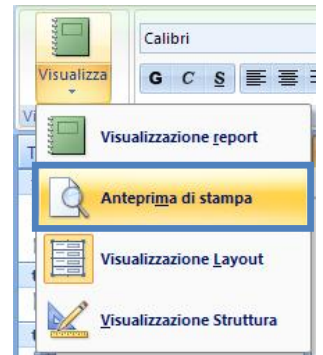 Calibri
Visualizza
G C S
Visualizzazione report
Anteprima di stampa
Visualizzazione Layout
Visualizzazione Struttura